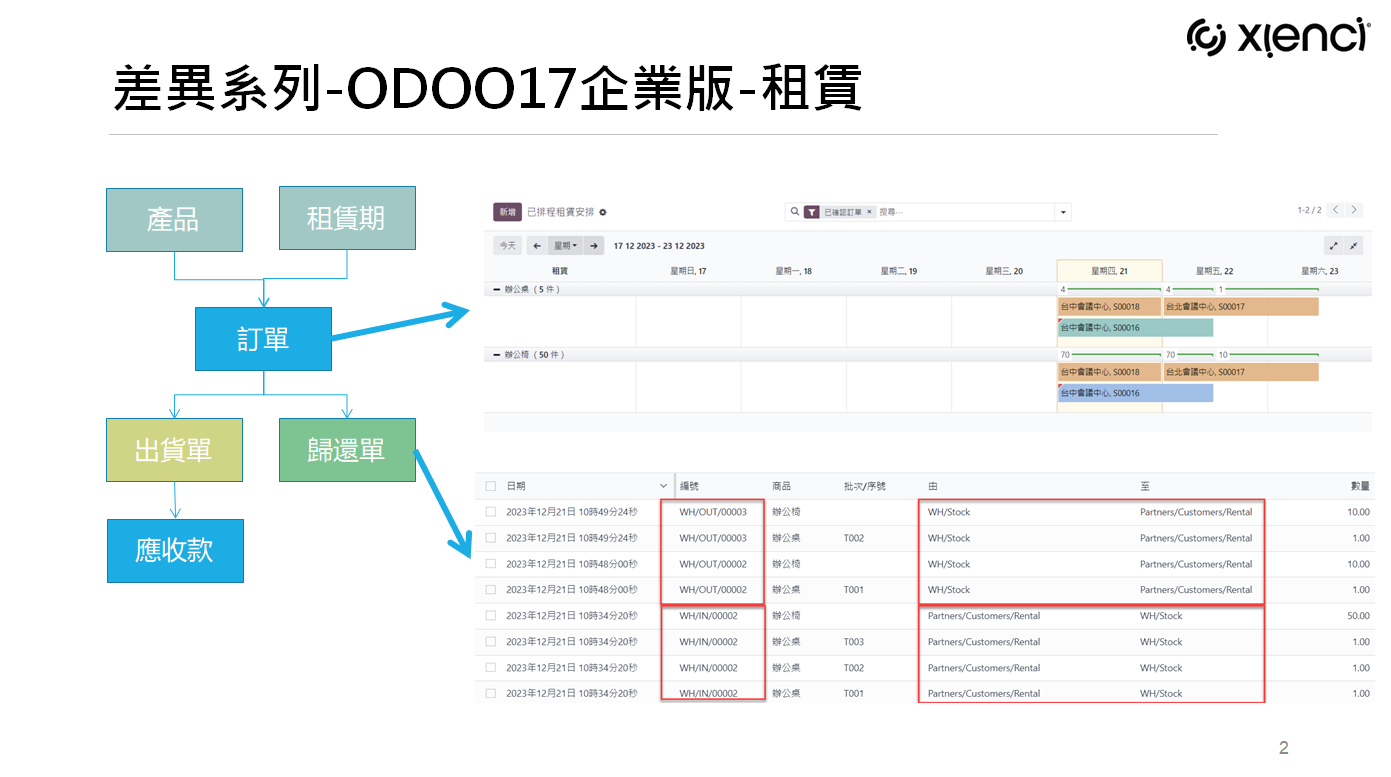 xienci
差異系列-ODOO17企業版-租賃
產品
租賃期
訂單
出貨單
歸還單
應收款
新增 已排程租賃安排 已確認訂單 × 搜尋... 1-2 / 2
今天 星期 17 12 2023 - 23 12 2023
租賃 星期日, 17 星期一, 18 星期二, 19 星期三, 20 星期四, 21 星期五, 22 星期六, 23
辦公桌 (5 件) 4 4 1
台中會議中心, S00018 台北會議中心, S00017
台中會議中心, S00016
辦公椅 (50 件) 70 70 10
台中會議中心, S00018 台北會議中心, S00017
台中會議中心, S00016
日期 編號 商品 批次/序號 由 至 數量
2023年12月21日 10時49分24秒 WH/OUT/00003 辦公椅 WH/Stock Partners/Customers/Rental 10.00
2023年12月21日 10時49分24秒 WH/OUT/00003 辦公桌 T002 WH/Stock Partners/Customers/Rental 1.00
2023年12月21日 10時48分00秒 WH/OUT/00002 辦公椅 WH/Stock Partners/Customers/Rental 10.00
2023年12月21日 10時48分00秒 WH/OUT/00002 辦公桌 T001 WH/Stock Partners/Customers/Rental 1.00
2023年12月21日 10時34分20秒 WH/IN/00002 辦公椅 Partners/Customers/Rental WH/Stock 50.00
2023年12月21日 10時34分20秒 WH/IN/00002 辦公桌 T003 Partners/Customers/Rental WH/Stock 1.00
2023年12月21日 10時34分20秒 WH/IN/00002 辦公桌 T002 Partners/Customers/Rental WH/Stock 1.00
2023年12月21日 10時34分20秒 WH/IN/00002 辦公桌 T001 Partners/Customers/Rental WH/Stock 1.00
2